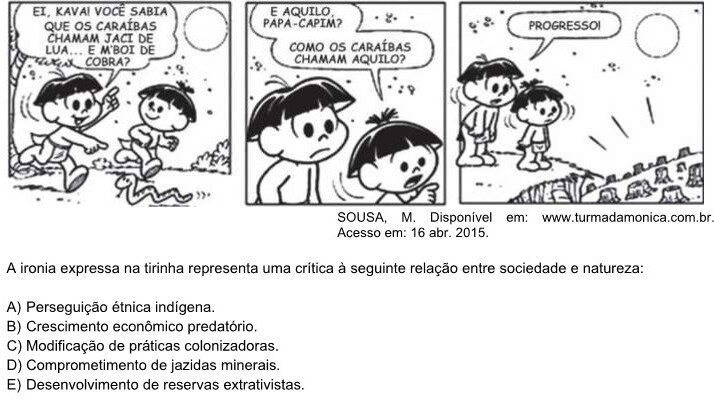 EI, KAVA! VOCÊ SABIA
QUE OS CARAÍBAS
CHAMAM JACI DE
LUA... E M'BOI DE
COBRA?
E AQUILO,
PAPA-CAPIM?
COMO OS CARAÍBAS
CHAMAM AQUILO?
PROGRESSO!
SOUSA, M. Disponível em: www.turmadamonica.com.br.
Acesso em: 16 abr. 2015.
A ironia expressa na tirinha representa uma crítica à seguinte relação entre sociedade e natureza:
A) Perseguição étnica indígena.
B) Crescimento econômico predatório.
C) Modificação de práticas colonizadoras.
D) Comprometimento de jazidas minerais.
E) Desenvolvimento de reservas extrativistas.